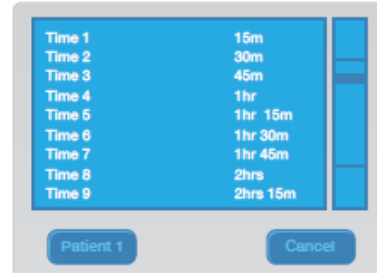 Time 1 15m
Time 2 30m
Time 3 45m
Time 4 1hr
Time 5 1hr 15m
Time 6 1hr 30m
Time 7 1hr 45m
Time 8 2hrs
Time 9 2hrs 15m
Patient 1 Cancel